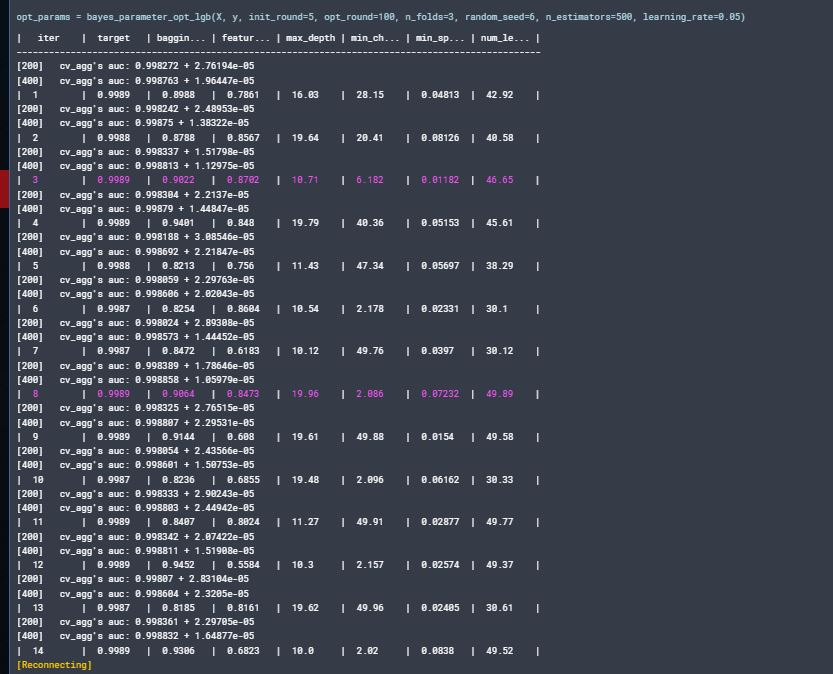 opt_params = bayes_parameter_opt_lgb(X, y, init_round=5, opt_round=100, n_folds=3, random_seed=6, n_estimators=500, learning_rate=0.05)
| iter | target | baggin... | featur... | max_depth | min_ch... | min_sp... | num_le... |
-------------------------------------------------------------------------------------------------
[200] cv_agg's auc: 0.998272 + 2.76194e-05
[400] cv_agg's auc: 0.998763 + 1.96447e-05
| 1 | 0.9989 | 0.8988 | 0.7861 | 16.03 | 28.15 | 0.04813 | 42.92 |
[200] cv_agg's auc: 0.998242 + 2.48953e-05
[400] cv_agg's auc: 0.99875 + 1.38322e-05
| 2 | 0.9988 | 0.8788 | 0.8567 | 19.64 | 20.41 | 0.08126 | 40.58 |
[200] cv_agg's auc: 0.998337 + 1.51798e-05
[400] cv_agg's auc: 0.998813 + 1.12975e-05
| 3 | 0.9989 | 0.9022 | 0.8702 | 10.71 | 6.182 | 0.01182 | 46.65 |
[200] cv_agg's auc: 0.998304 + 2.2137e-05
[400] cv_agg's auc: 0.99879 + 1.44847e-05
| 4 | 0.9989 | 0.9401 | 0.848 | 19.79 | 40.36 | 0.05153 | 45.61 |
[200] cv_agg's auc: 0.998188 + 3.08546e-05
[400] cv_agg's auc: 0.998692 + 2.21847e-05
| 5 | 0.9988 | 0.8213 | 0.756 | 11.43 | 47.34 | 0.05697 | 38.29 |
[200] cv_agg's auc: 0.998059 + 2.29763e-05
[400] cv_agg's auc: 0.998606 + 2.02043e-05
| 6 | 0.9987 | 0.8254 | 0.8604 | 10.54 | 2.178 | 0.02331 | 30.1 |
[200] cv_agg's auc: 0.998024 + 2.89308e-05
[400] cv_agg's auc: 0.998573 + 1.44452e-05
| 7 | 0.9987 | 0.8472 | 0.6183 | 10.12 | 49.76 | 0.0397 | 30.12 |
[200] cv_agg's auc: 0.998389 + 1.78646e-05
[400] cv_agg's auc: 0.998858 + 1.05979e-05
| 8 | 0.9989 | 0.9064 | 0.8473 | 19.96 | 2.086 | 0.07232 | 49.89 |
[200] cv_agg's auc: 0.998325 + 2.76515e-05
[400] cv_agg's auc: 0.998807 + 2.29531e-05
| 9 | 0.9989 | 0.9144 | 0.608 | 19.61 | 49.88 | 0.0154 | 49.58 |
[200] cv_agg's auc: 0.998054 + 2.43566e-05
[400] cv_agg's auc: 0.998601 + 1.50753e-05
| 10 | 0.9987 | 0.8236 | 0.6855 | 19.48 | 2.096 | 0.06162 | 30.33 |
[200] cv_agg's auc: 0.998333 + 2.90243e-05
[400] cv_agg's auc: 0.998803 + 2.44942e-05
| 11 | 0.9989 | 0.8407 | 0.8024 | 11.27 | 49.91 | 0.02877 | 49.77 |
[200] cv_agg's auc: 0.998342 + 2.07422e-05
[400] cv_agg's auc: 0.998811 + 1.51908e-05
| 12 | 0.9989 | 0.9452 | 0.5584 | 10.3 | 2.157 | 0.02574 | 49.37 |
[200] cv_agg's auc: 0.99807 + 2.83104e-05
[400] cv_agg's auc: 0.998604 + 2.3205e-05
| 13 | 0.9987 | 0.8185 | 0.8161 | 19.62 | 49.96 | 0.02405 | 30.61 |
[200] cv_agg's auc: 0.998361 + 2.29705e-05
[400] cv_agg's auc: 0.998832 + 1.64877e-05
| 14 | 0.9989 | 0.9306 | 0.6823 | 10.0 | 2.02 | 0.0838 | 49.52 |
[Reconnecting]